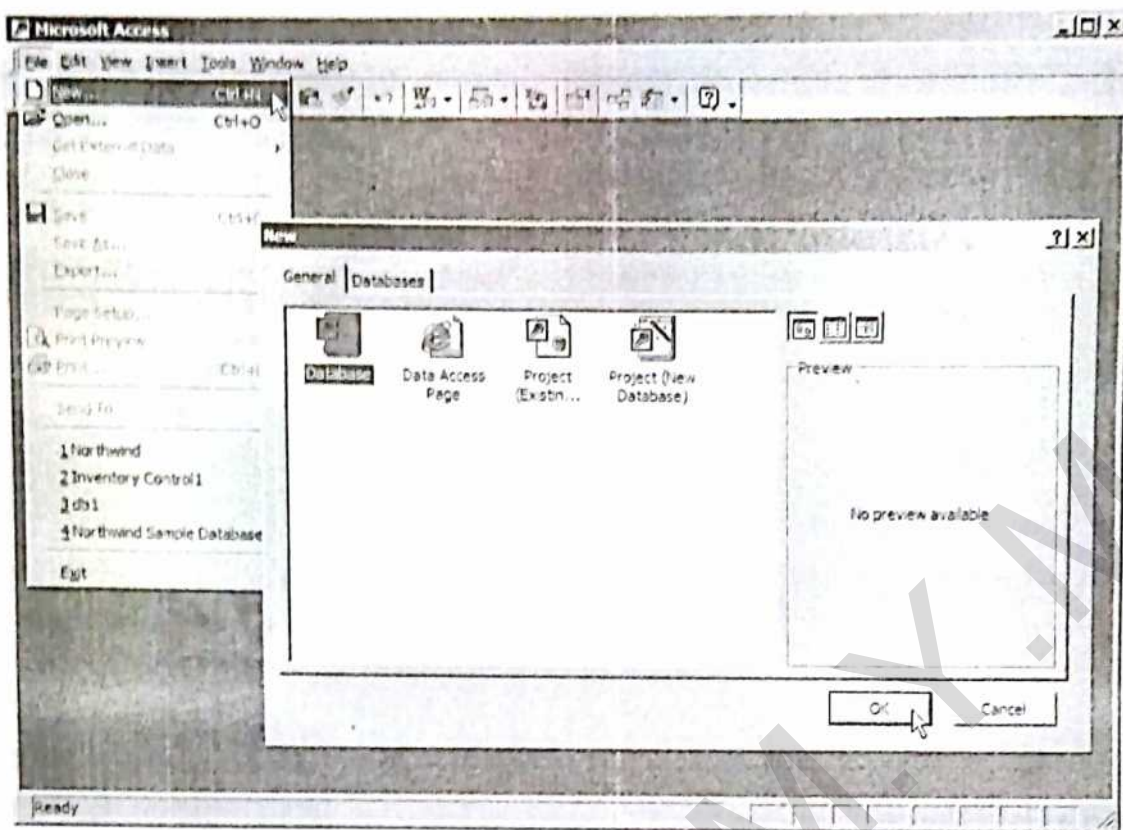 Microsoft Access
File Edit View Insert Tools Window Help
New... Ctrl+N
Open... Ctrl+O
Get External Data
Close
Save Ctrl+
Save As...
Export...
Page Setup...
Print Preview
Print... Ctrl+
Send To
1 Northwind
2 Inventory Control1
3 db1
4 Northwind Sample Database
Exit
New
General Databases
Database
Data Access Page
Project (Existin...
Project (New Database)
Preview
No preview available
OK Cancel
Ready
M.Y.M